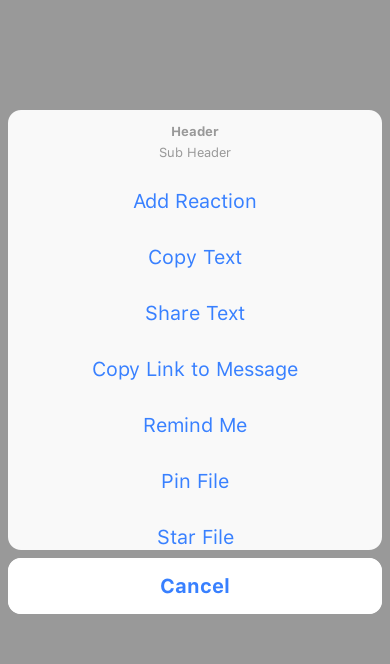 Header
Sub Header
Add Reaction
Copy Text
Share Text
Copy Link to Message
Remind Me
Pin File
Star File
Cancel